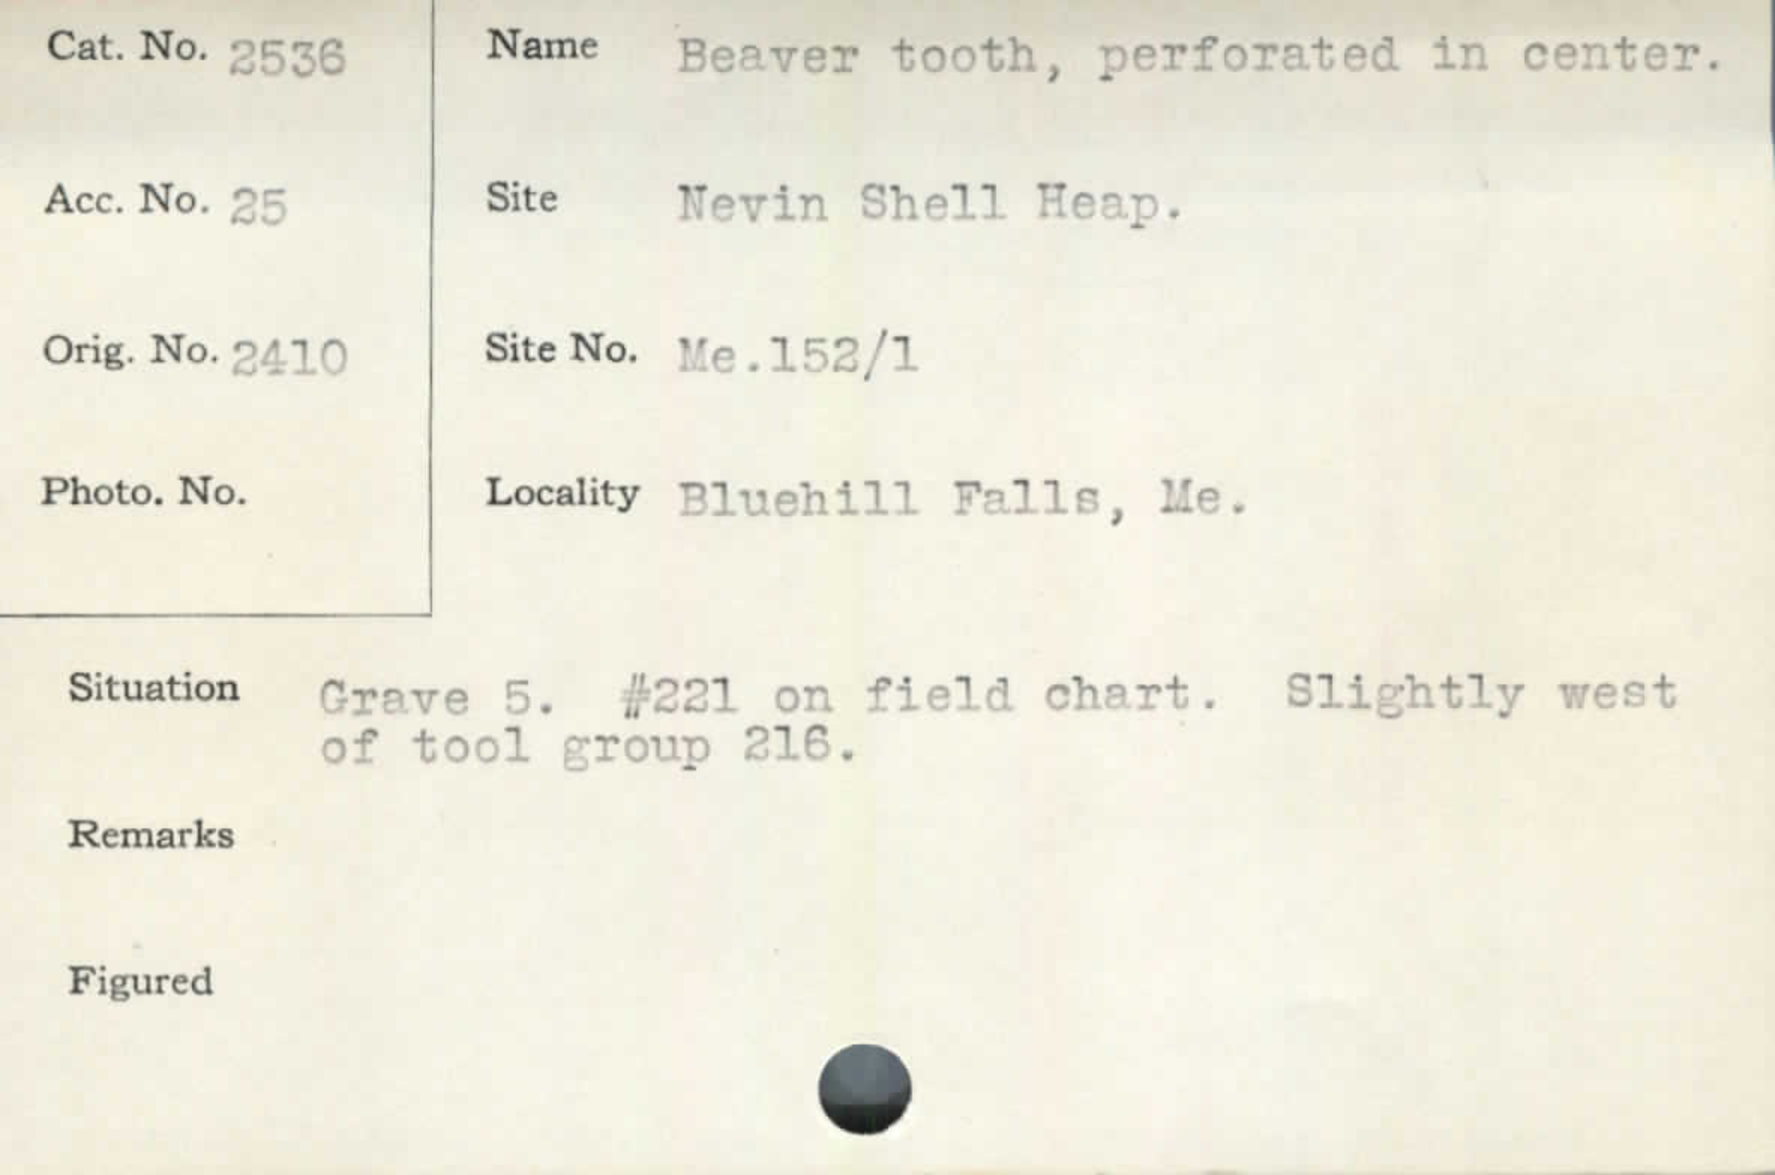 Cat. No. 2536
Name Beaver tooth, perforated in center.
Acc. No. 25
Site Nevin Shell Heap.
Orig. No. 2410
Site No. Me.152/1
Photo. No.
Locality Bluehill Falls, Me.
Situation Grave 5. #221 on field chart. Slightly west
of tool group 216.
Remarks
Figured